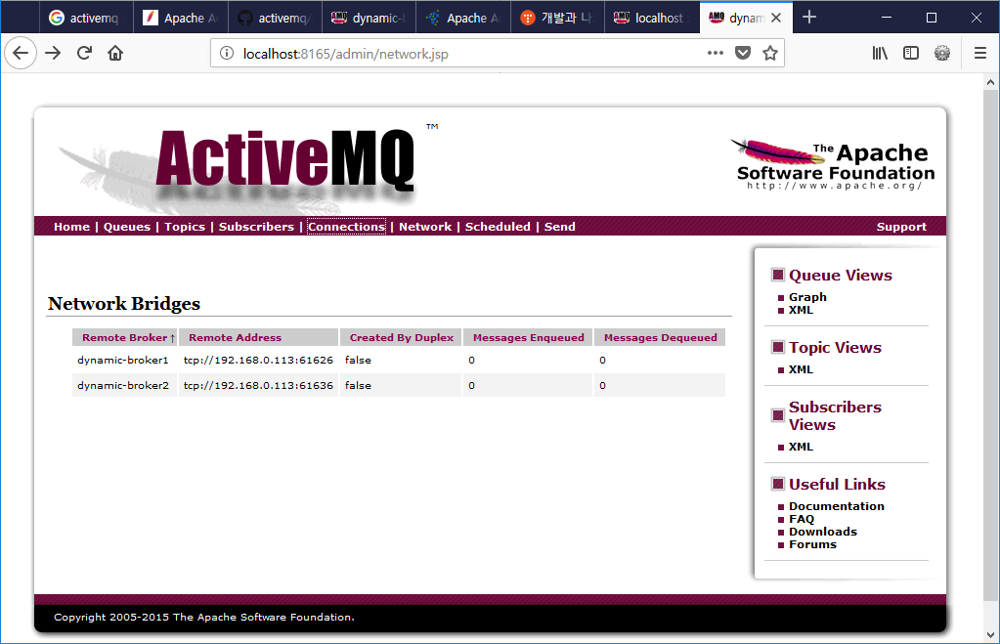 activemq
Apache A
activemq/
dynamic-b
Apache A
개발과 나
localhost
dynam
localhost:8165/admin/network.jsp
ActiveMQ ™
The Apache
Software Foundation
http://www.apache.org/
Home | Queues | Topics | Subscribers | Connections | Network | Scheduled | Send
Support
Network Bridges
Remote Broker ↑ Remote Address Created By Duplex Messages Enqueued Messages Dequeued
dynamic-broker1 tcp://192.168.0.113:61626 false 0 0
dynamic-broker2 tcp://192.168.0.113:61636 false 0 0
Queue Views
Graph
XML
Topic Views
XML
Subscribers
Views
XML
Useful Links
Documentation
FAQ
Downloads
Forums
Copyright 2005-2015 The Apache Software Foundation.